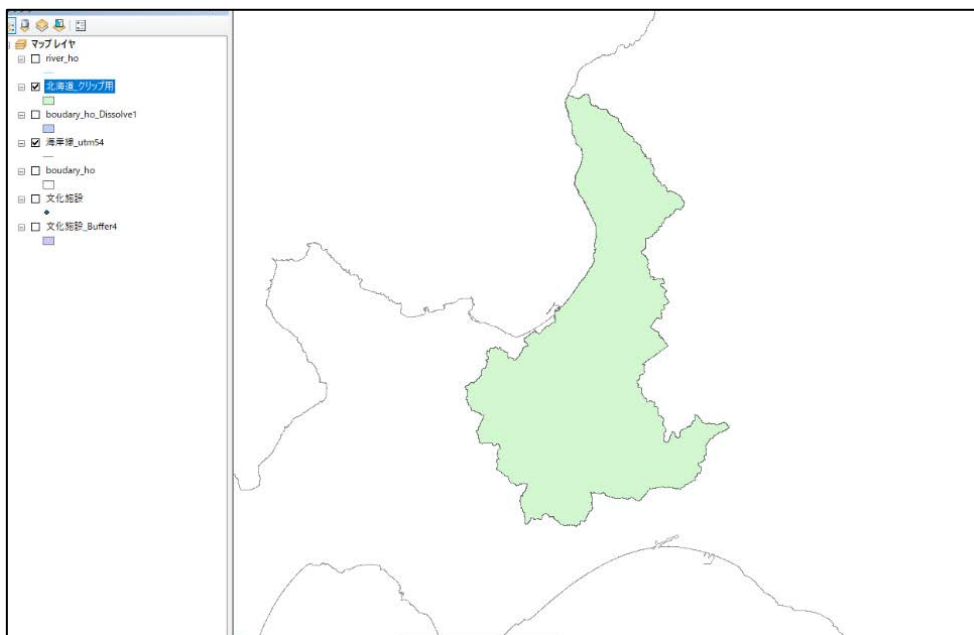 マップ レイヤ
river_ho
北海道_クリップ用
boudary_ho_Dissolve1
海岸線_utm54
boudary_ho
文化施設
文化施設_Buffer4